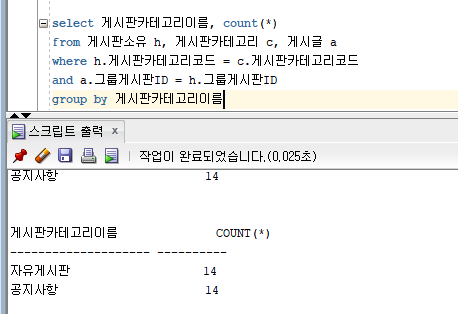 select 게시판카테고리이름, count(*)
from 게시판소유 h, 게시판카테고리 c, 게시글 a
where h.게시판카테고리코드 = c.게시판카테고리코드
and a.그룹게시판ID = h.그룹게시판ID
group by 게시판카테고리이름
스크립트 출력 x
작업이 완료되었습니다.(0,025초)
공지사항 14
게시판카테고리이름 COUNT(*)
-------------------- ----------
자유게시판 14
공지사항 14